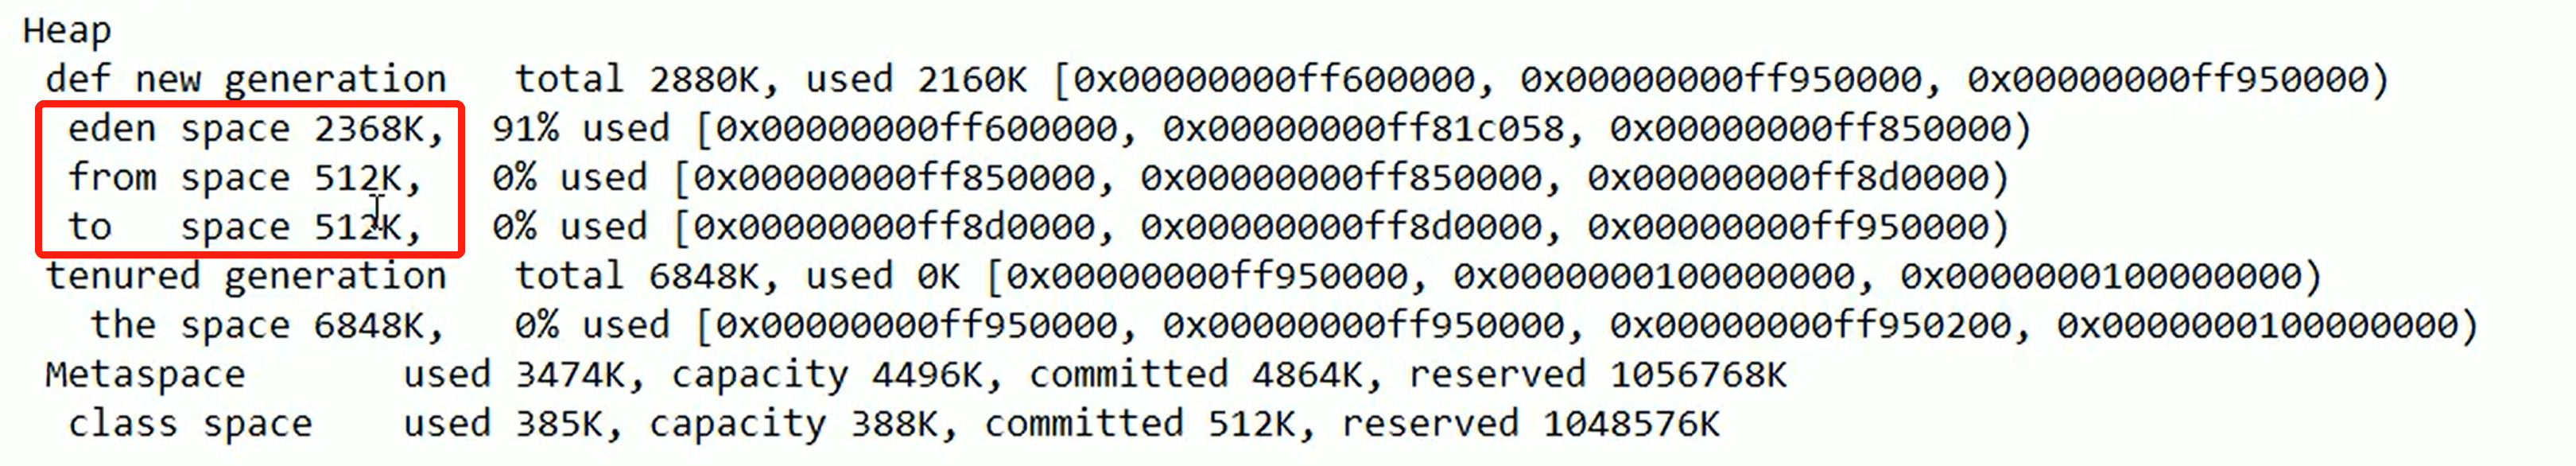 Heap
def new generation total 2880K, used 2160K [0x00000000ff600000, 0x00000000ff950000, 0x00000000ff950000)
eden space 2368K, 91% used [0x00000000ff600000, 0x00000000ff81c058, 0x00000000ff850000)
from space 512K, 0% used [0x00000000ff850000, 0x00000000ff850000, 0x00000000ff8d0000)
to space 512K, 0% used [0x00000000ff8d0000, 0x00000000ff8d0000, 0x00000000ff950000)
tenured generation total 6848K, used 0K [0x00000000ff950000, 0x0000000100000000, 0x0000000100000000)
the space 6848K, 0% used [0x00000000ff950000, 0x00000000ff950000, 0x00000000ff950200, 0x0000000100000000)
Metaspace used 3474K, capacity 4496K, committed 4864K, reserved 1056768K
class space used 385K, capacity 388K, committed 512K, reserved 1048576K